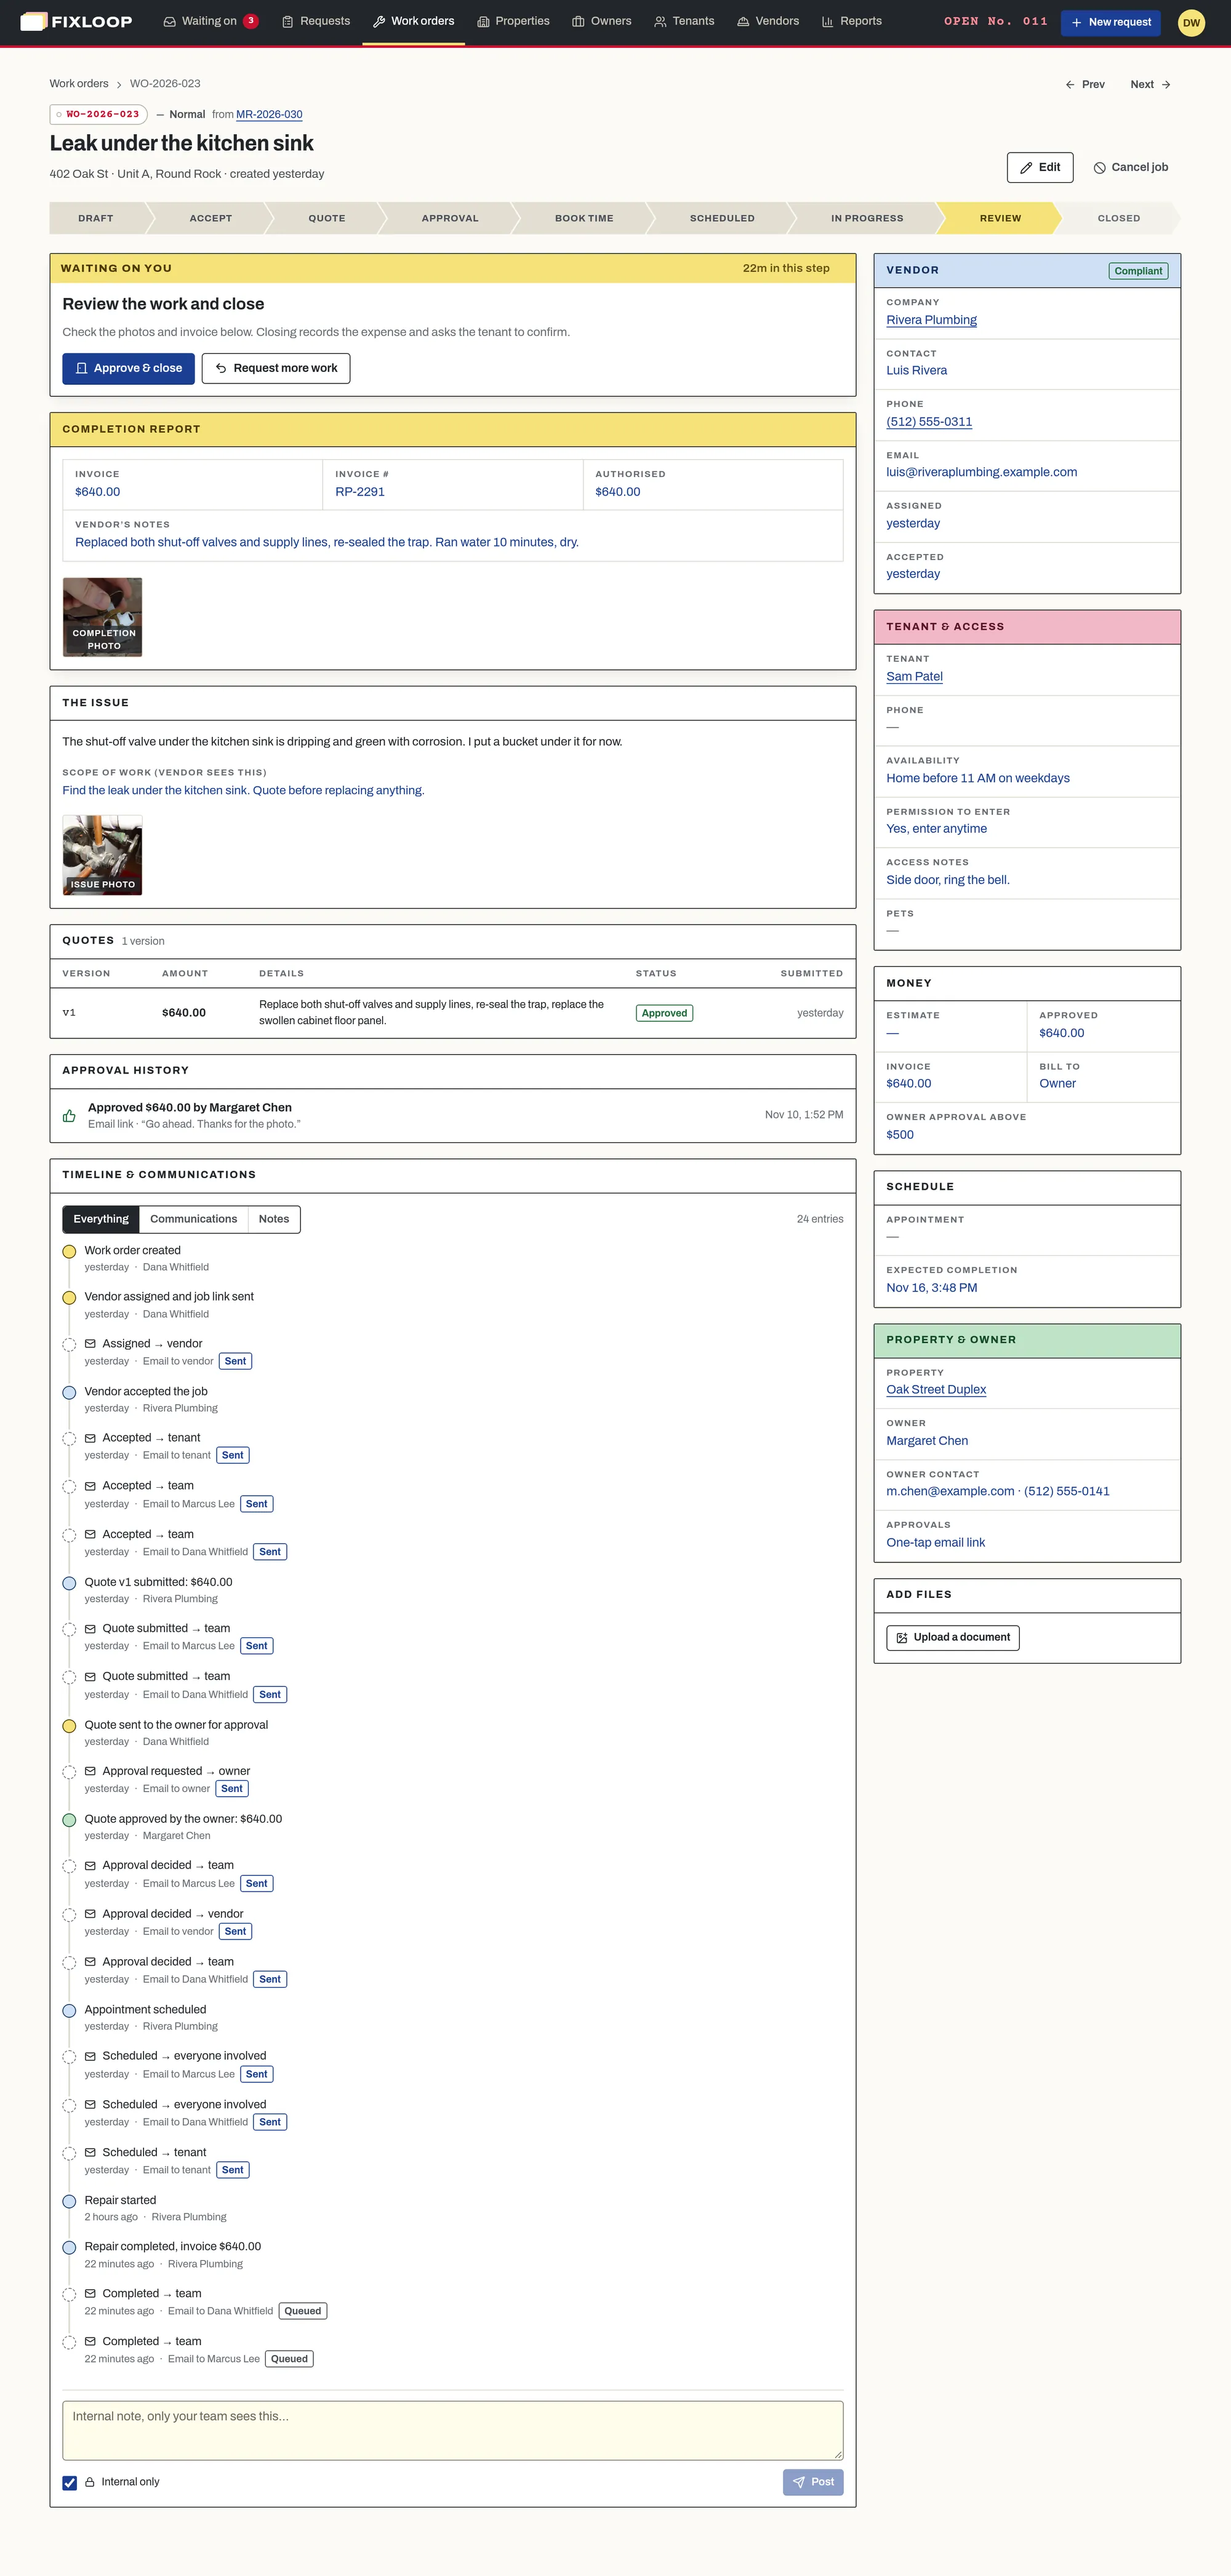 FIXLOOP
Waiting on 3
Requests
Work orders
Properties
Owners
Tenants
Vendors
Reports
OPEN No. 011
New request
DW
Work orders > WO-2026-023
← Prev
Next →
WO-2026-023 – Normal from MR-2026-030
Leak under the kitchen sink
402 Oak St · Unit A, Round Rock · created yesterday
Edit
Cancel job
DRAFT
ACCEPT
QUOTE
APPROVAL
BOOK TIME
SCHEDULED
IN PROGRESS
REVIEW
CLOSED
WAITING ON YOU
22m in this step
Review the work and close
Check the photos and invoice below. Closing records the expense and asks the tenant to confirm.
Approve & close
Request more work
COMPLETION REPORT
INVOICE
$640.00
INVOICE #
RP-2291
AUTHORISED
$640.00
VENDOR'S NOTES
Replaced both shut-off valves and supply lines, re-sealed the trap. Ran water 10 minutes, dry.
COMPLETION
PHOTO
THE ISSUE
The shut-off valve under the kitchen sink is dripping and green with corrosion. I put a bucket under it for now.
SCOPE OF WORK (VENDOR SEES THIS)
Find the leak under the kitchen sink. Quote before replacing anything.
ISSUE PHOTO
QUOTES 1 version
VERSION AMOUNT DETAILS STATUS SUBMITTED
v1 $640.00 Replace both shut-off valves and supply lines, re-seal the trap, replace the
swollen cabinet floor panel.
Approved
yesterday
APPROVAL HISTORY
Approved $640.00 by Margaret Chen
Email link · “Go ahead. Thanks for the photo.”
Nov 10, 1:52 PM
TIMELINE & COMMUNICATIONS
Everything
Communications
Notes
24 entries
Work order created
yesterday · Dana Whitfield
Vendor assigned and job link sent
yesterday · Dana Whitfield
Assigned → vendor
yesterday · Email to vendor Sent
Vendor accepted the job
yesterday · Rivera Plumbing
Accepted → tenant
yesterday · Email to tenant Sent
Accepted → team
yesterday · Email to Marcus Lee Sent
Accepted → team
yesterday · Email to Dana Whitfield Sent
Quote v1 submitted: $640.00
yesterday · Rivera Plumbing
Quote submitted → team
yesterday · Email to Marcus Lee Sent
Quote submitted → team
yesterday · Email to Dana Whitfield Sent
Quote sent to the owner for approval
yesterday · Dana Whitfield
Approval requested → owner
yesterday · Email to owner Sent
Quote approved by the owner: $640.00
yesterday · Margaret Chen
Approval decided → team
yesterday · Email to Marcus Lee Sent
Approval decided → vendor
yesterday · Email to vendor Sent
Approval decided → team
yesterday · Email to Dana Whitfield Sent
Appointment scheduled
yesterday · Rivera Plumbing
Scheduled → everyone involved
yesterday · Email to Marcus Lee Sent
Scheduled → everyone involved
yesterday · Email to Dana Whitfield Sent
Scheduled → tenant
yesterday · Email to tenant Sent
Repair started
2 hours ago · Rivera Plumbing
Repair completed, invoice $640.00
22 minutes ago · Rivera Plumbing
Completed → team
22 minutes ago · Email to Dana Whitfield Queued
Completed → team
22 minutes ago · Email to Marcus Lee Queued
Internal note, only your team sees this…
Internal only
Post
VENDOR
Compliant
COMPANY
Rivera Plumbing
CONTACT
Luis Rivera
PHONE
(512) 555-0311
EMAIL
luis@riveraplumbing.example.com
ASSIGNED
yesterday
ACCEPTED
yesterday
TENANT & ACCESS
TENANT
Sam Patel
PHONE
—
AVAILABILITY
Home before 11 AM on weekdays
PERMISSION TO ENTER
Yes, enter anytime
ACCESS NOTES
Side door, ring the bell.
PETS
—
MONEY
ESTIMATE
—
APPROVED
$640.00
INVOICE
$640.00
BILL TO
Owner
OWNER APPROVAL ABOVE
$500
SCHEDULE
APPOINTMENT
—
EXPECTED COMPLETION
Nov 16, 3:48 PM
PROPERTY & OWNER
PROPERTY
Oak Street Duplex
OWNER
Margaret Chen
OWNER CONTACT
m.chen@example.com · (512) 555-0141
APPROVALS
One-tap email link
ADD FILES
Upload a document